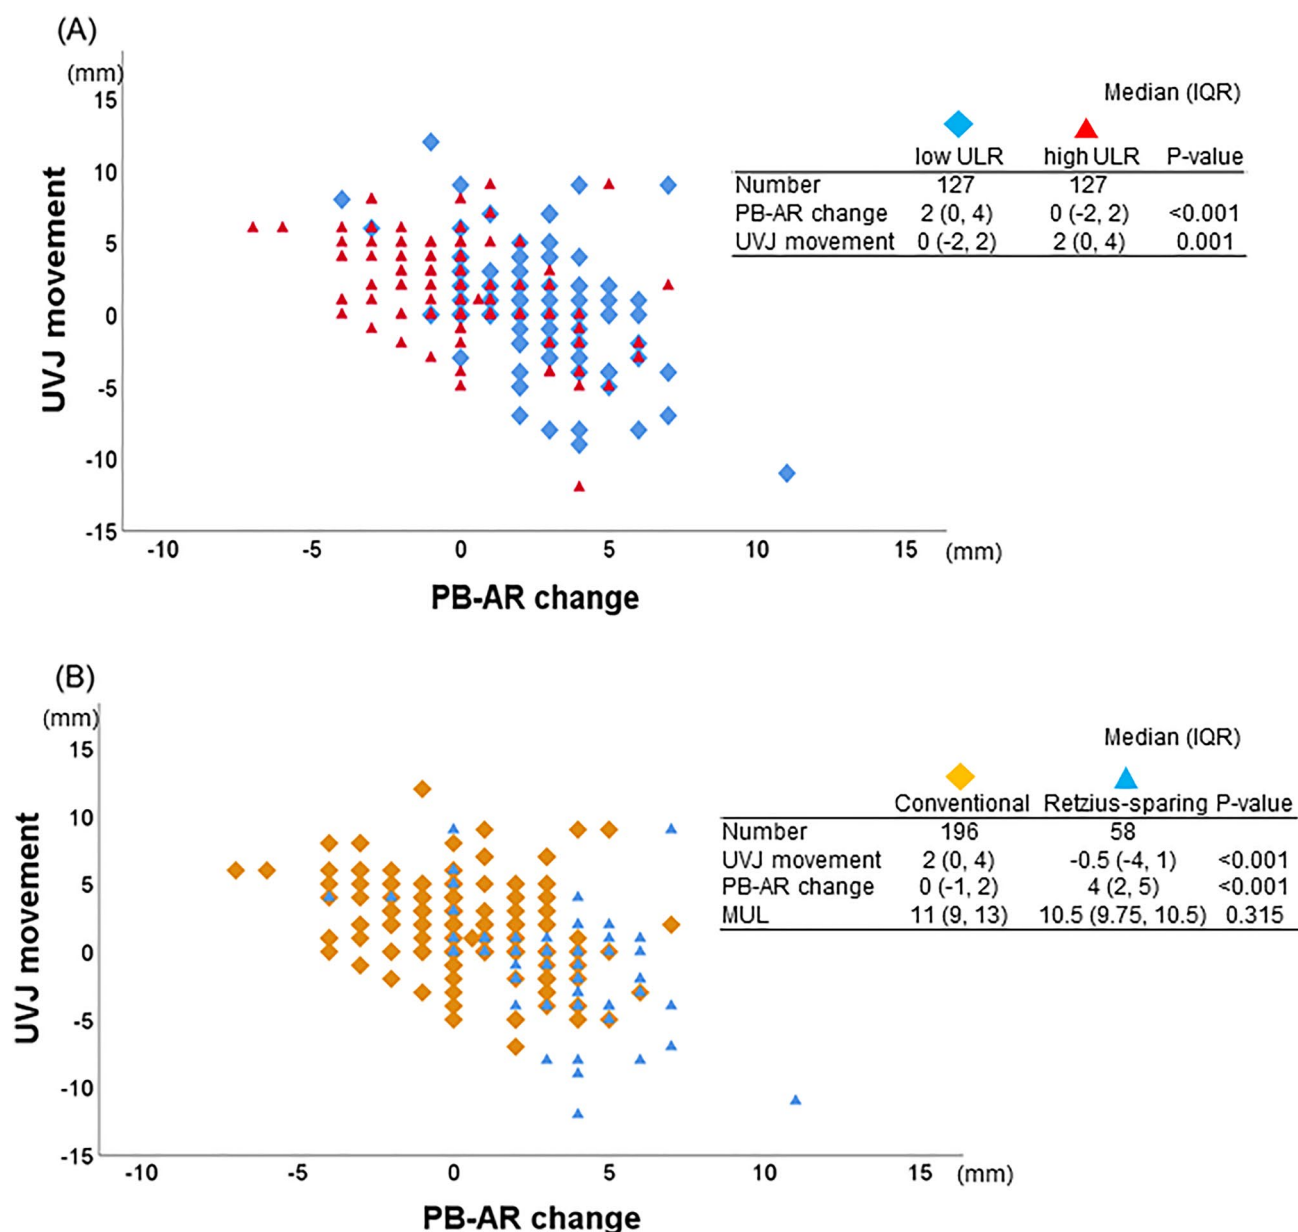 (A)
(mm)
15
10
5
0
-5
-10
-15
UVJ movement
-10 -5 0 5 10 15 (mm)
PB-AR change
Median (IQR)
low ULR high ULR P-value
Number 127 127
PB-AR change 2 (0, 4) 0 (-2, 2) <0.001
UVJ movement 0 (-2, 2) 2 (0, 4) 0.001
(B)
(mm)
15
10
5
0
-5
-10
-15
UVJ movement
-10 -5 0 5 10 15 (mm)
PB-AR change
Median (IQR)
Conventional Retzius-sparing P-value
Number 196 58
UVJ movement 2 (0, 4) -0.5 (-4, 1) <0.001
PB-AR change 0 (-1, 2) 4 (2, 5) <0.001
MUL 11 (9, 13) 10.5 (9.75, 10.5) 0.315